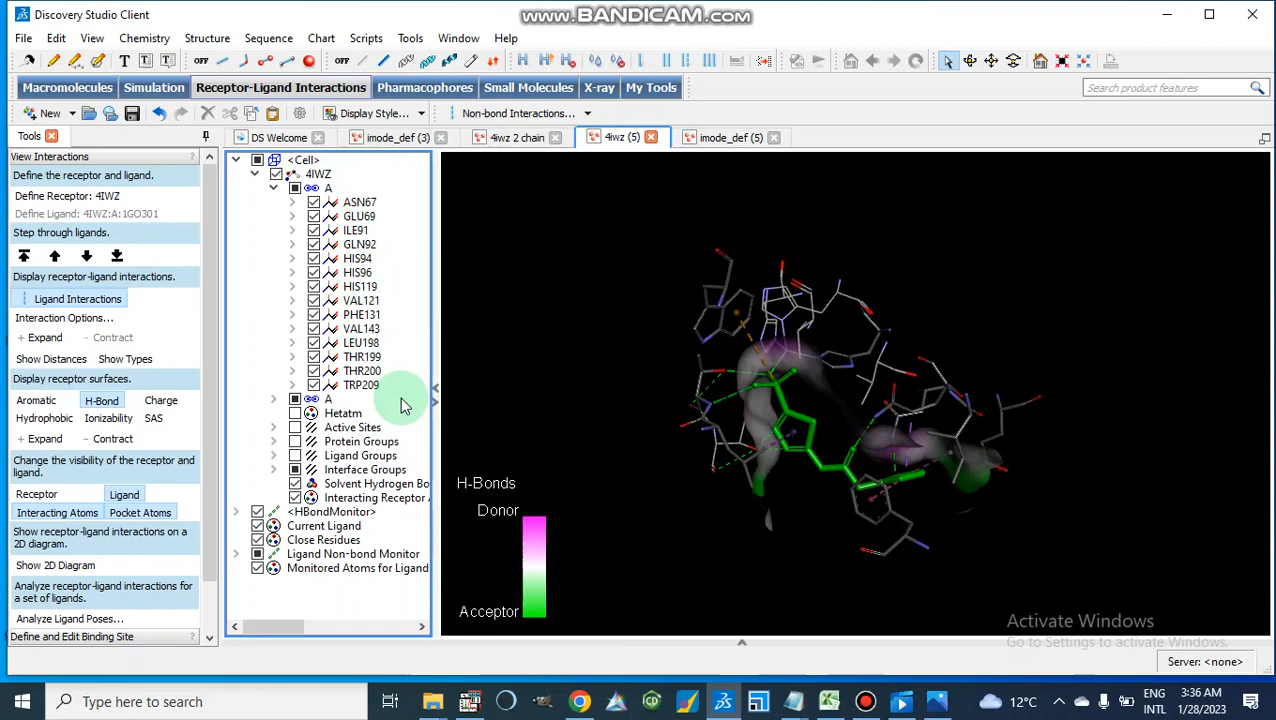 Discovery Studio Client
www.BANDICAM.com
File Edit View Chemistry Structure Sequence Chart Scripts Tools Window Help
Macromolecules Simulation Receptor-Ligand Interactions Pharmacophores Small Molecules X-ray My Tools
Search product features
New Display Style... Non-bond Interactions...
Tools
DS Welcome imode_def (3) 4iwz 2 chain 4iwz (5) imode_def (5)
View Interactions ?
Define the receptor and ligand.
Define Receptor: 4IWZ
Define Ligand: 4IWZ:A:1GO301
Step through ligands.
Display receptor-ligand interactions.
Ligand Interactions
Interaction Options...
Expand Contract
Show Distances Show Types
Display receptor surfaces.
Aromatic H-Bond Charge
Hydrophobic Ionizability SAS
Expand Contract
Change the visibility of the receptor and ligand.
Receptor Ligand
Interacting Atoms Pocket Atoms
Show receptor-ligand interactions on a 2D diagram.
Show 2D Diagram
Analyze receptor-ligand interactions for a set of ligands.
Analyze Ligand Poses...
Define and Edit Binding Site ?
<Cell>
4IWZ
A
ASN67
GLU69
ILE91
GLN92
HIS94
HIS96
HIS119
VAL121
PHE131
VAL143
LEU198
THR199
THR200
TRP209
A
Hetatm
Active Sites
Protein Groups
Ligand Groups
Interface Groups
Solvent Hydrogen Bo
Interacting Receptor
<HBondMonitor>
Current Ligand
Close Residues
Ligand Non-bond Monitor
Monitored Atoms for Ligand
H-Bonds
Donor
Acceptor
Activate Windows
Go to Settings to activate Windows.
Server: <none>
Type here to search
12°C
ENG
INTL
3:36 AM
1/28/2023